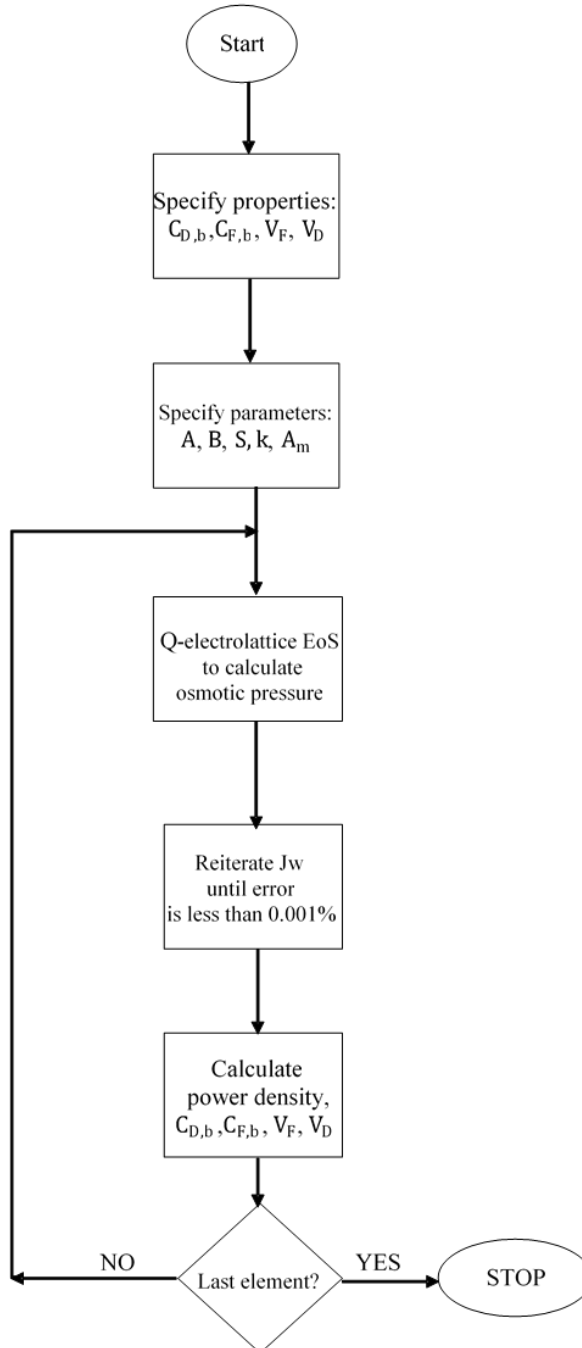 Start
Specify properties:
C_D,b,C_F,b, V_F, V_D
Specify parameters:
A, B, S, k, A_m
Q-electrolattice EoS
to calculate
osmotic pressure
Reiterate Jw
until error
is less than 0.001%
Calculate
power density,
C_D,b,C_F,b, V_F, V_D
NO
Last element?
YES
STOP